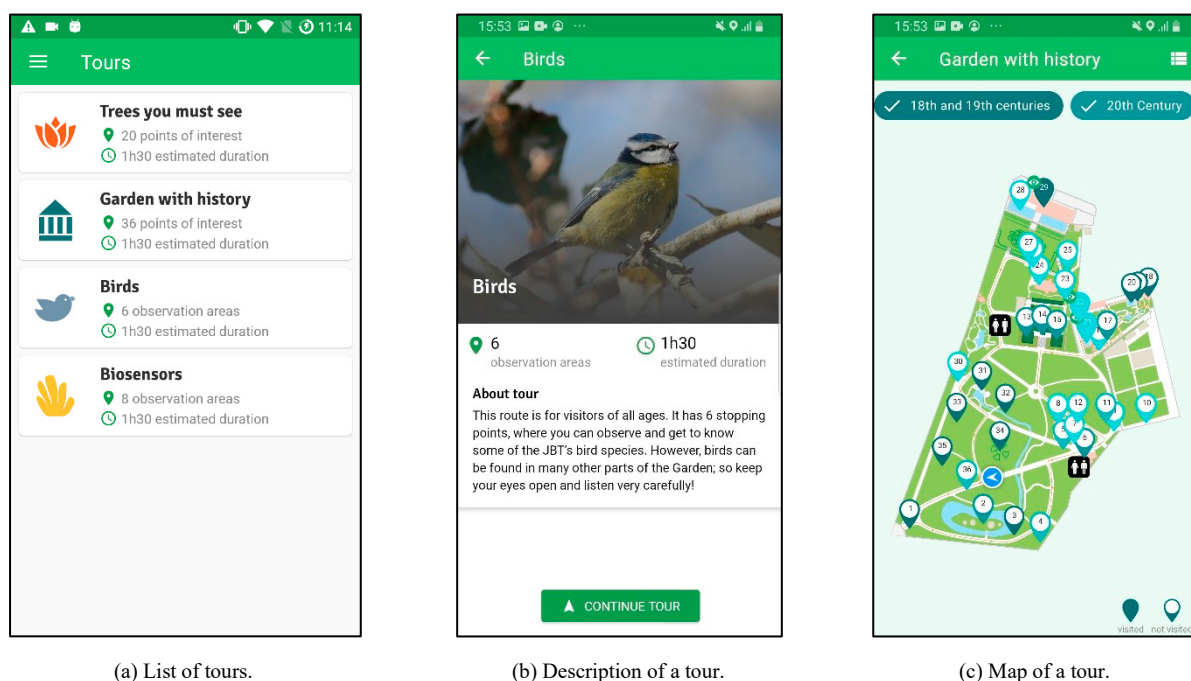 11:14
Tours
Trees you must see
20 points of interest
1h30 estimated duration
Garden with history
36 points of interest
1h30 estimated duration
Birds
6 observation areas
1h30 estimated duration
Biosensors
8 observation areas
1h30 estimated duration
(a) List of tours.
15:53
Birds
Birds
6
observation areas
1h30
estimated duration
About tour
This route is for visitors of all ages. It has 6 stopping
points, where you can observe and get to know
some of the JBT's bird species. However, birds can
be found in many other parts of the Garden; so keep
your eyes open and listen very carefully!
CONTINUE TOUR
(b) Description of a tour.
15:53
Garden with history
18th and 19th centuries
20th Century
28
29
27
25
24
23
20
18
13
14
15
17
30
31
32
33
8
12
11
10
7
5
34
35
36
1
2
3
4
visited
not visited
(c) Map of a tour.